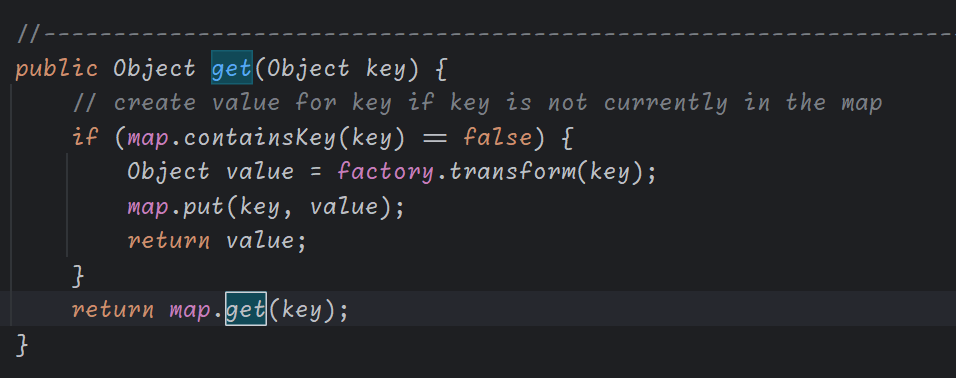 //------------------------------------------------------------------
public Object get(Object key) {
    // create value for key if key is not currently in the map
    if (map.containsKey(key) == false) {
        Object value = factory.transform(key);
        map.put(key, value);
        return value;
    }
    return map.get(key);
}